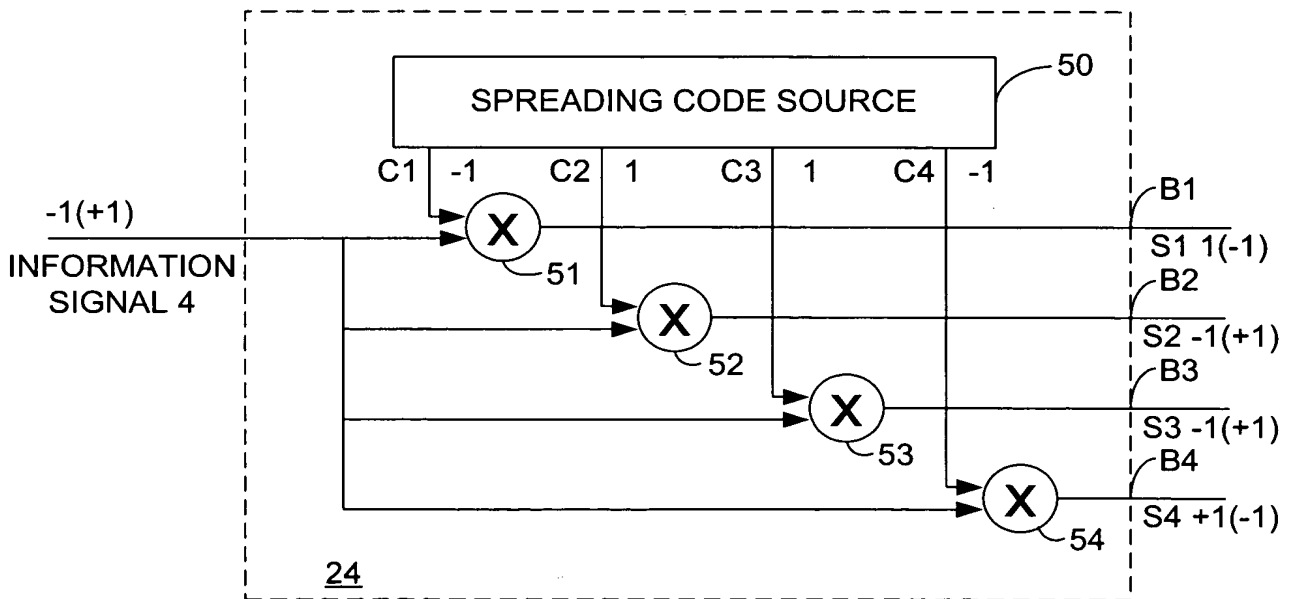 50
SPREADING CODE SOURCE
C1 -1 C2 1 C3 1 C4 -1
B1
-1(+1)
X
S1 1(-1)
INFORMATION
SIGNAL 4
51
B2
X
S2 -1(+1)
52
B3
X
S3 -1(+1)
53
B4
X
S4 +1(-1)
54
24